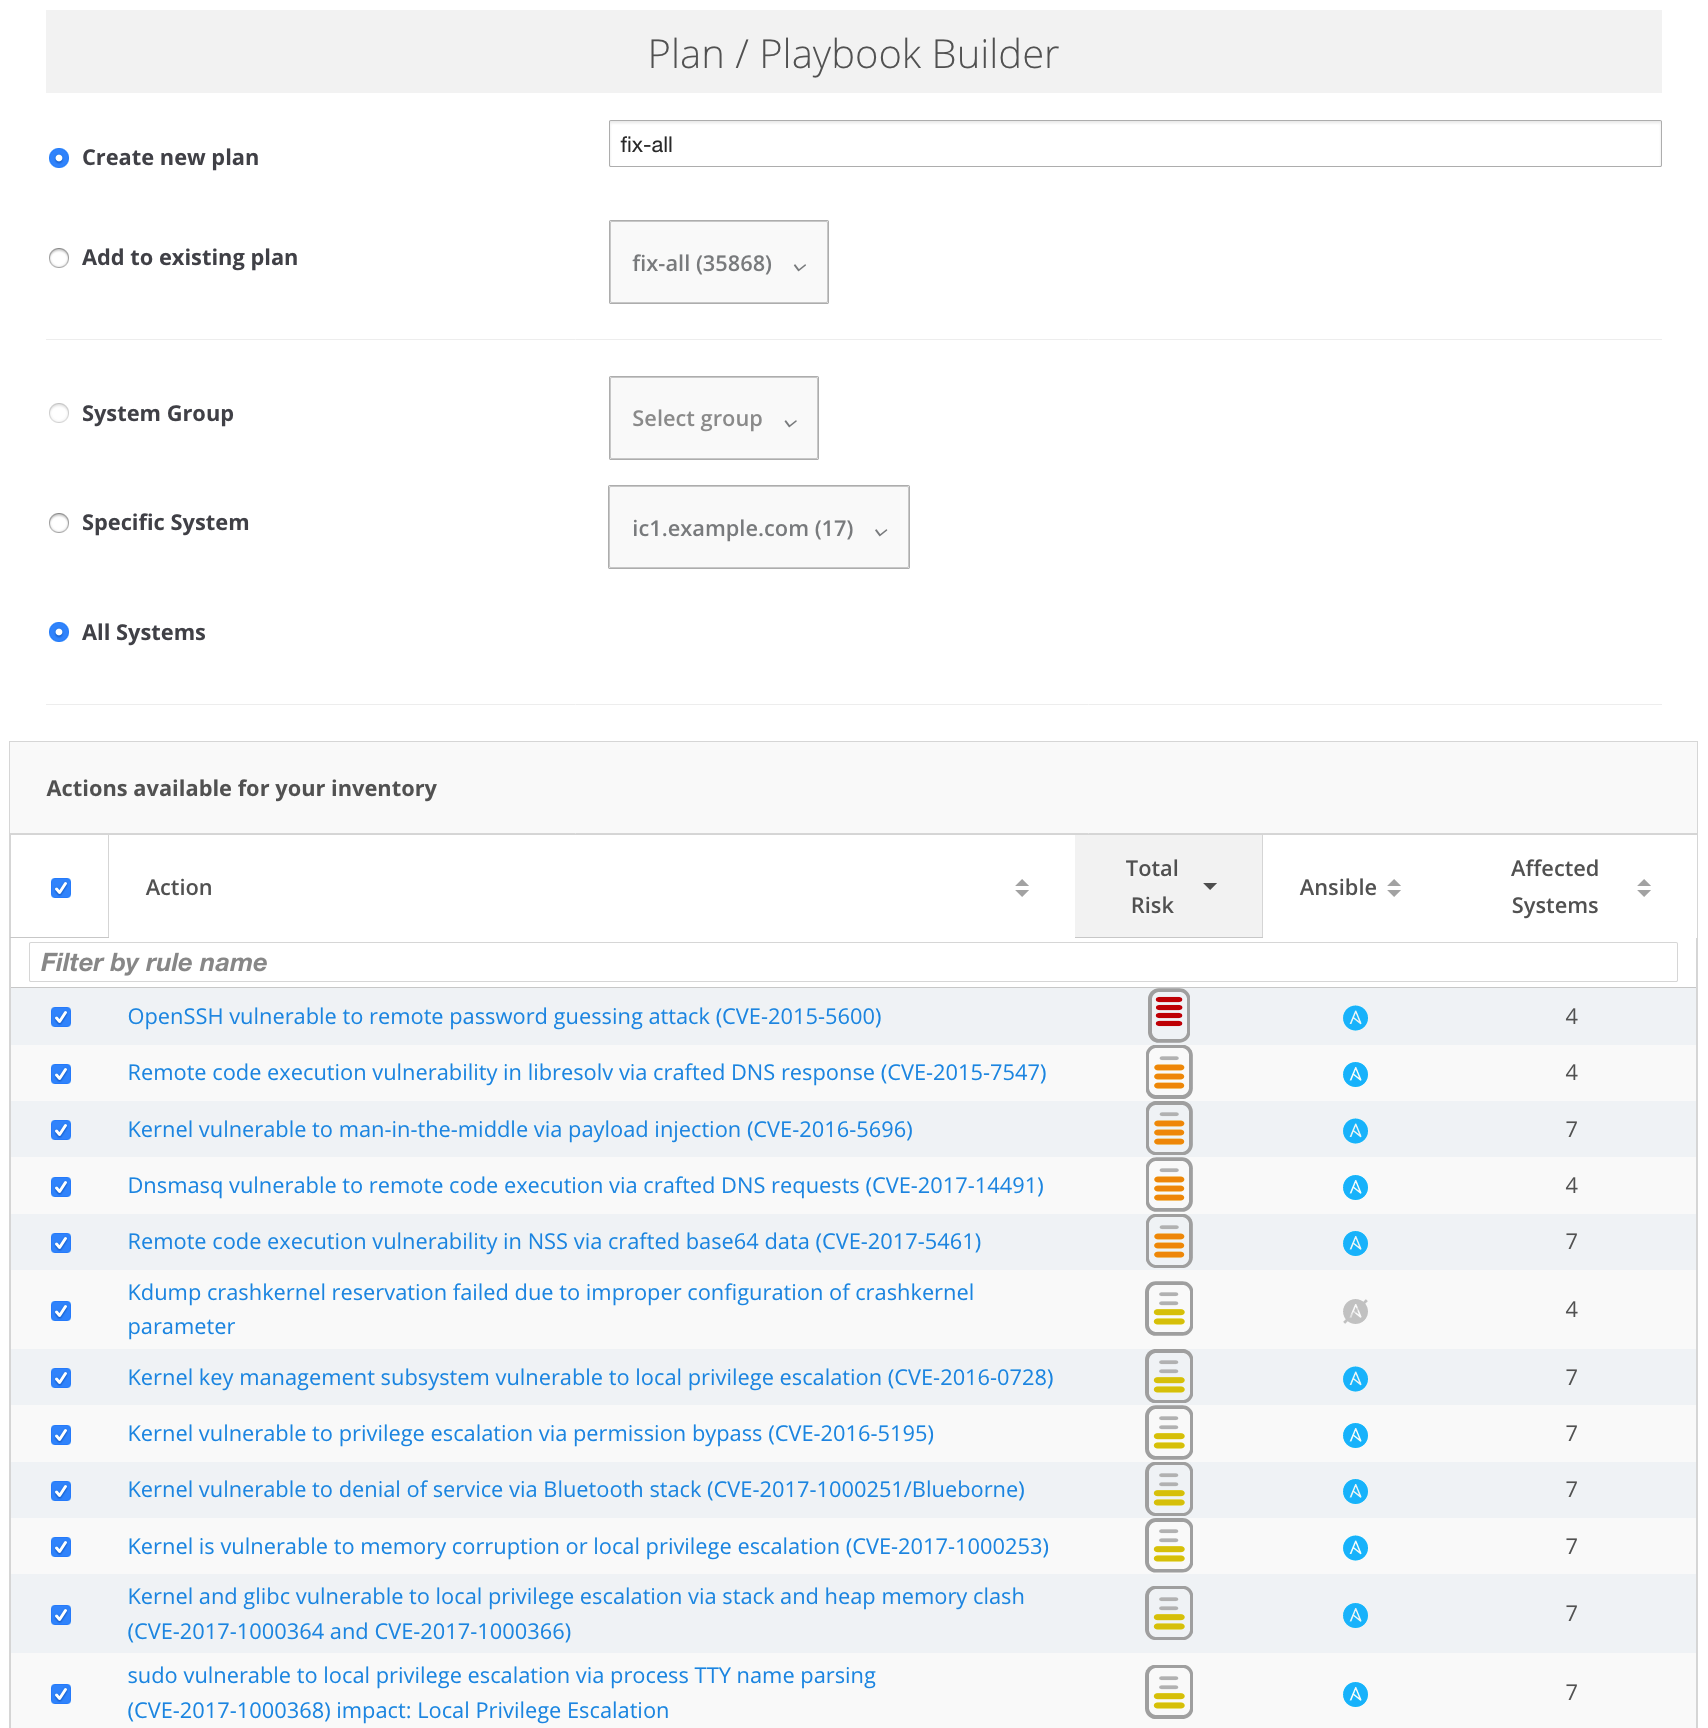 Plan / Playbook Builder
Create new plan
fix-all
Add to existing plan
fix-all (35868)
System Group
Select group
Specific System
ic1.example.com (17)
All Systems
Actions available for your inventory
Action
Total
Risk
Ansible
Affected
Systems
Filter by rule name
OpenSSH vulnerable to remote password guessing attack (CVE-2015-5600)
4
Remote code execution vulnerability in libresolv via crafted DNS response (CVE-2015-7547)
4
Kernel vulnerable to man-in-the-middle via payload injection (CVE-2016-5696)
7
Dnsmasq vulnerable to remote code execution via crafted DNS requests (CVE-2017-14491)
4
Remote code execution vulnerability in NSS via crafted base64 data (CVE-2017-5461)
7
Kdump crashkernel reservation failed due to improper configuration of crashkernel
parameter
4
Kernel key management subsystem vulnerable to local privilege escalation (CVE-2016-0728)
7
Kernel vulnerable to privilege escalation via permission bypass (CVE-2016-5195)
7
Kernel vulnerable to denial of service via Bluetooth stack (CVE-2017-1000251/Blueborne)
7
Kernel is vulnerable to memory corruption or local privilege escalation (CVE-2017-1000253)
7
Kernel and glibc vulnerable to local privilege escalation via stack and heap memory clash
(CVE-2017-1000364 and CVE-2017-1000366)
7
sudo vulnerable to local privilege escalation via process TTY name parsing
(CVE-2017-1000368) impact: Local Privilege Escalation
7